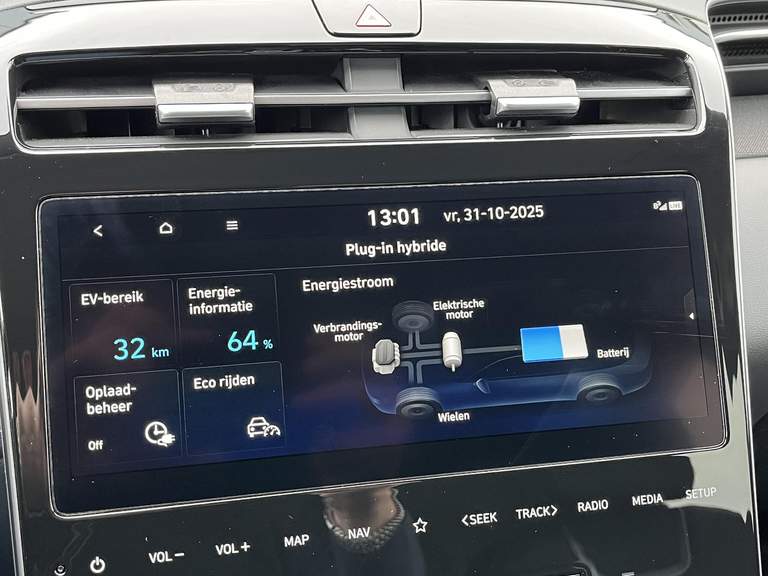 13:01 vr, 31-10-2025
LIVE
Plug-in hybride
EV-bereik
32 km
Energie-
informatie
64 %
Oplaad-
beheer
Off
Eco rijden
Energiestroom
Elektrische
motor
Verbrandings-
motor
Batterij
Wielen
VOL−
VOL+
MAP
NAV
<SEEK
TRACK>
RADIO
MEDIA
SETUP